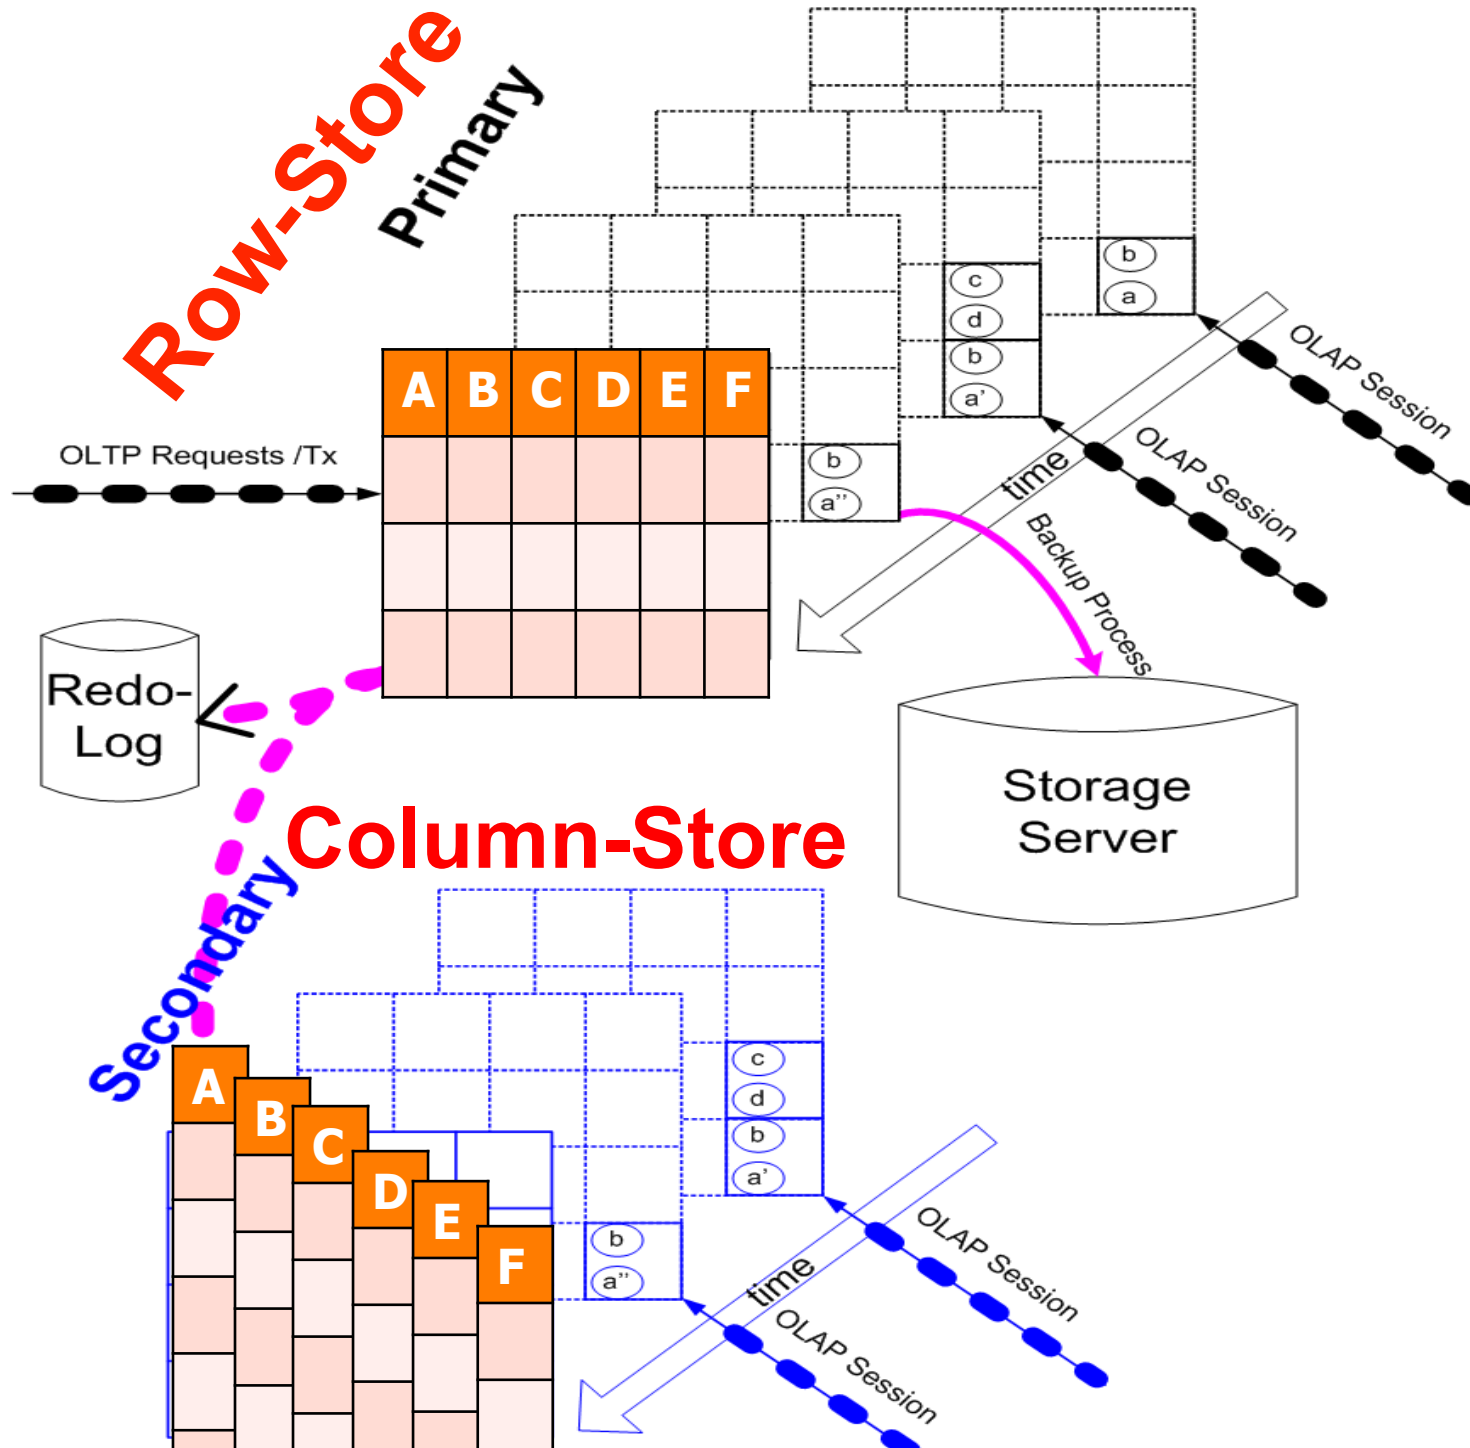 Row-Store
Primary
b
a
c
d
b
a'
OLAP Session
A B C D E F
OLAP Session
OLTP Requests /Tx
b
a''
time
Backup Process
Redo-
Log
Storage
Server
Column-Store
Secondary
c
d
b
a'
A
B
C
D
E
F
b
a''
time
OLAP Session
OLAP Session